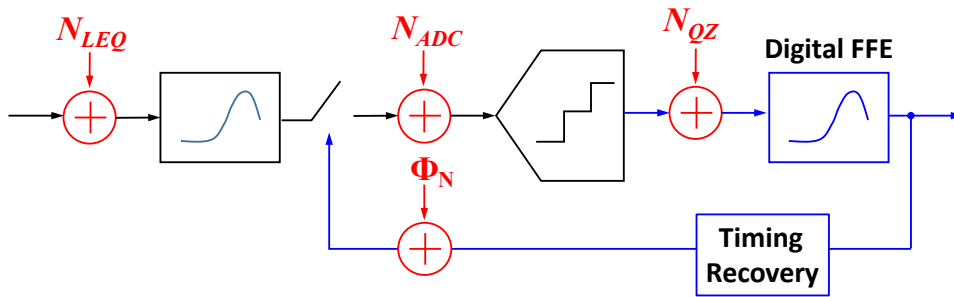 N_LEQ
N_ADC
N_QZ
Digital FFE
Φ_N
Timing
Recovery